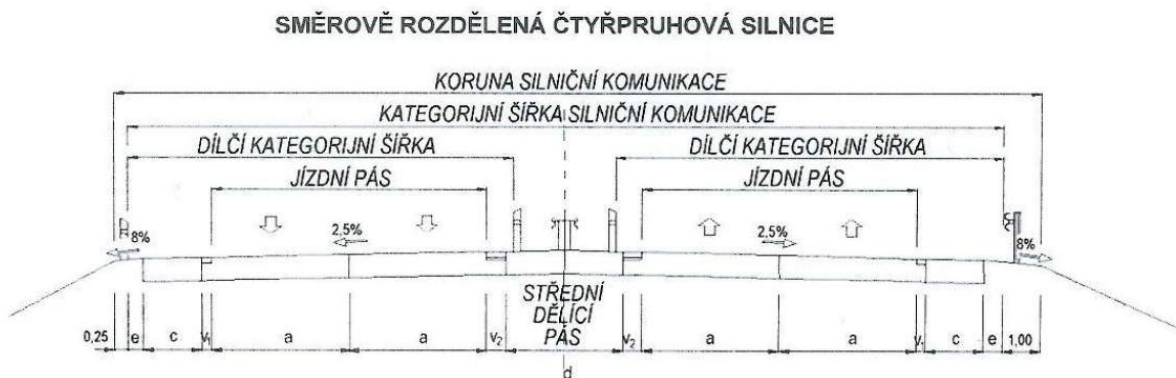 SMĚROVĚ ROZDĚLENÁ ČTYŘPRUHOVÁ SILNICE
KORUNA SILNIČNÍ KOMUNIKACE
KATEGORIJNÍ ŠÍŘKA SILNIČNÍ KOMUNIKACE
DÍLČÍ KATEGORIJNÍ ŠÍŘKA DÍLČÍ KATEGORIJNÍ ŠÍŘKA
JÍZDNÍ PÁS JÍZDNÍ PÁS
8% 2,5% 2,5% 8%
STŘEDNÍ
DĚLÍCÍ
PÁS
0,25 e c v₁ a a v₂ v₂ a a v₁ c e 1,00
d